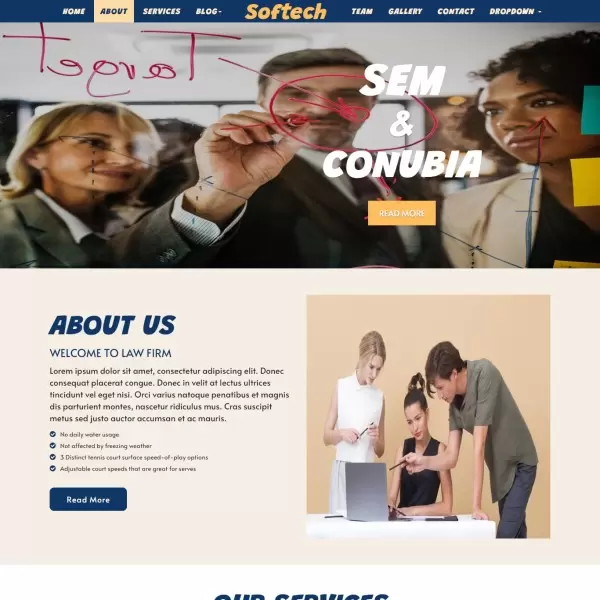 HOME ABOUT SERVICES BLOG Softech TEAM GALLERY CONTACT DROPDOWN
Target
SEM
&
CONUBIA
READ MORE
ABOUT US
WELCOME TO LAW FIRM
Lorem ipsum dolor sit amet, consectetur adipiscing elit. Donec
consequat placerat congue. Donec in velit at lectus ultrices
tincidunt vel eget nisi. Orci varius natoque penatibus et magnis
dis parturient montes, nascetur ridiculus mus. Cras suscipit
metus sed justo auctor accumsan et ac mauris.
No daily water usage
Not affected by freezing weather
3 Distinct tennis court surface speed-of-play options
Adjustable court speeds that are great for serves
Read More
OUR SERVICES